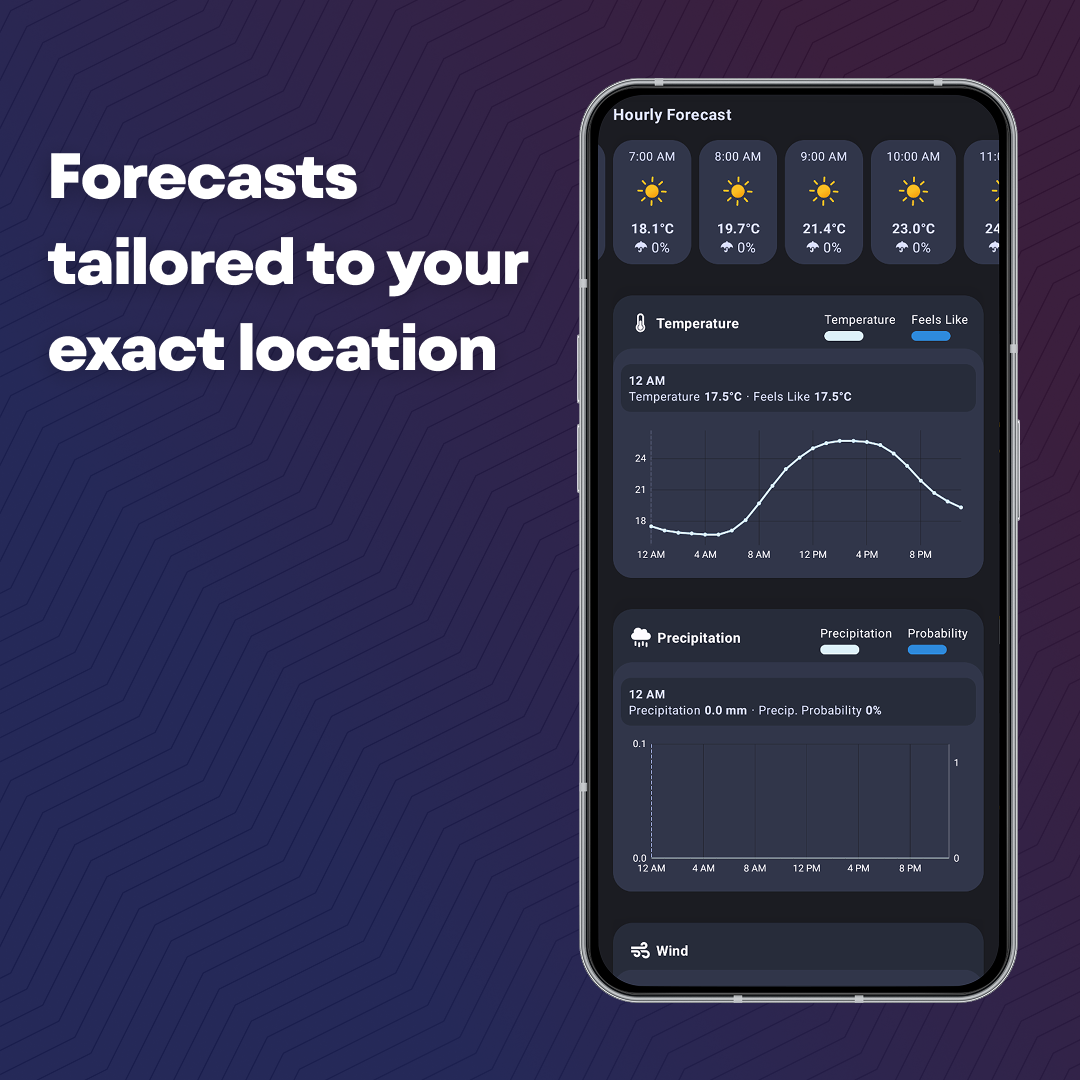 Forecasts
tailored to your
exact location
Hourly Forecast
7:00 AM 8:00 AM 9:00 AM 10:00 AM
18.1°C 19.7°C 21.4°C 23.0°C
0% 0% 0% 0%
Temperature Temperature Feels Like
12 AM
Temperature 17.5°C · Feels Like 17.5°C
24
21
18
12 AM 4 AM 8 AM 12 PM 4 PM 8 PM
Precipitation Precipitation Probability
12 AM
Precipitation 0.0 mm · Precip. Probability 0%
0.1
1
0.0 0
12 AM 4 AM 8 AM 12 PM 4 PM 8 PM
Wind